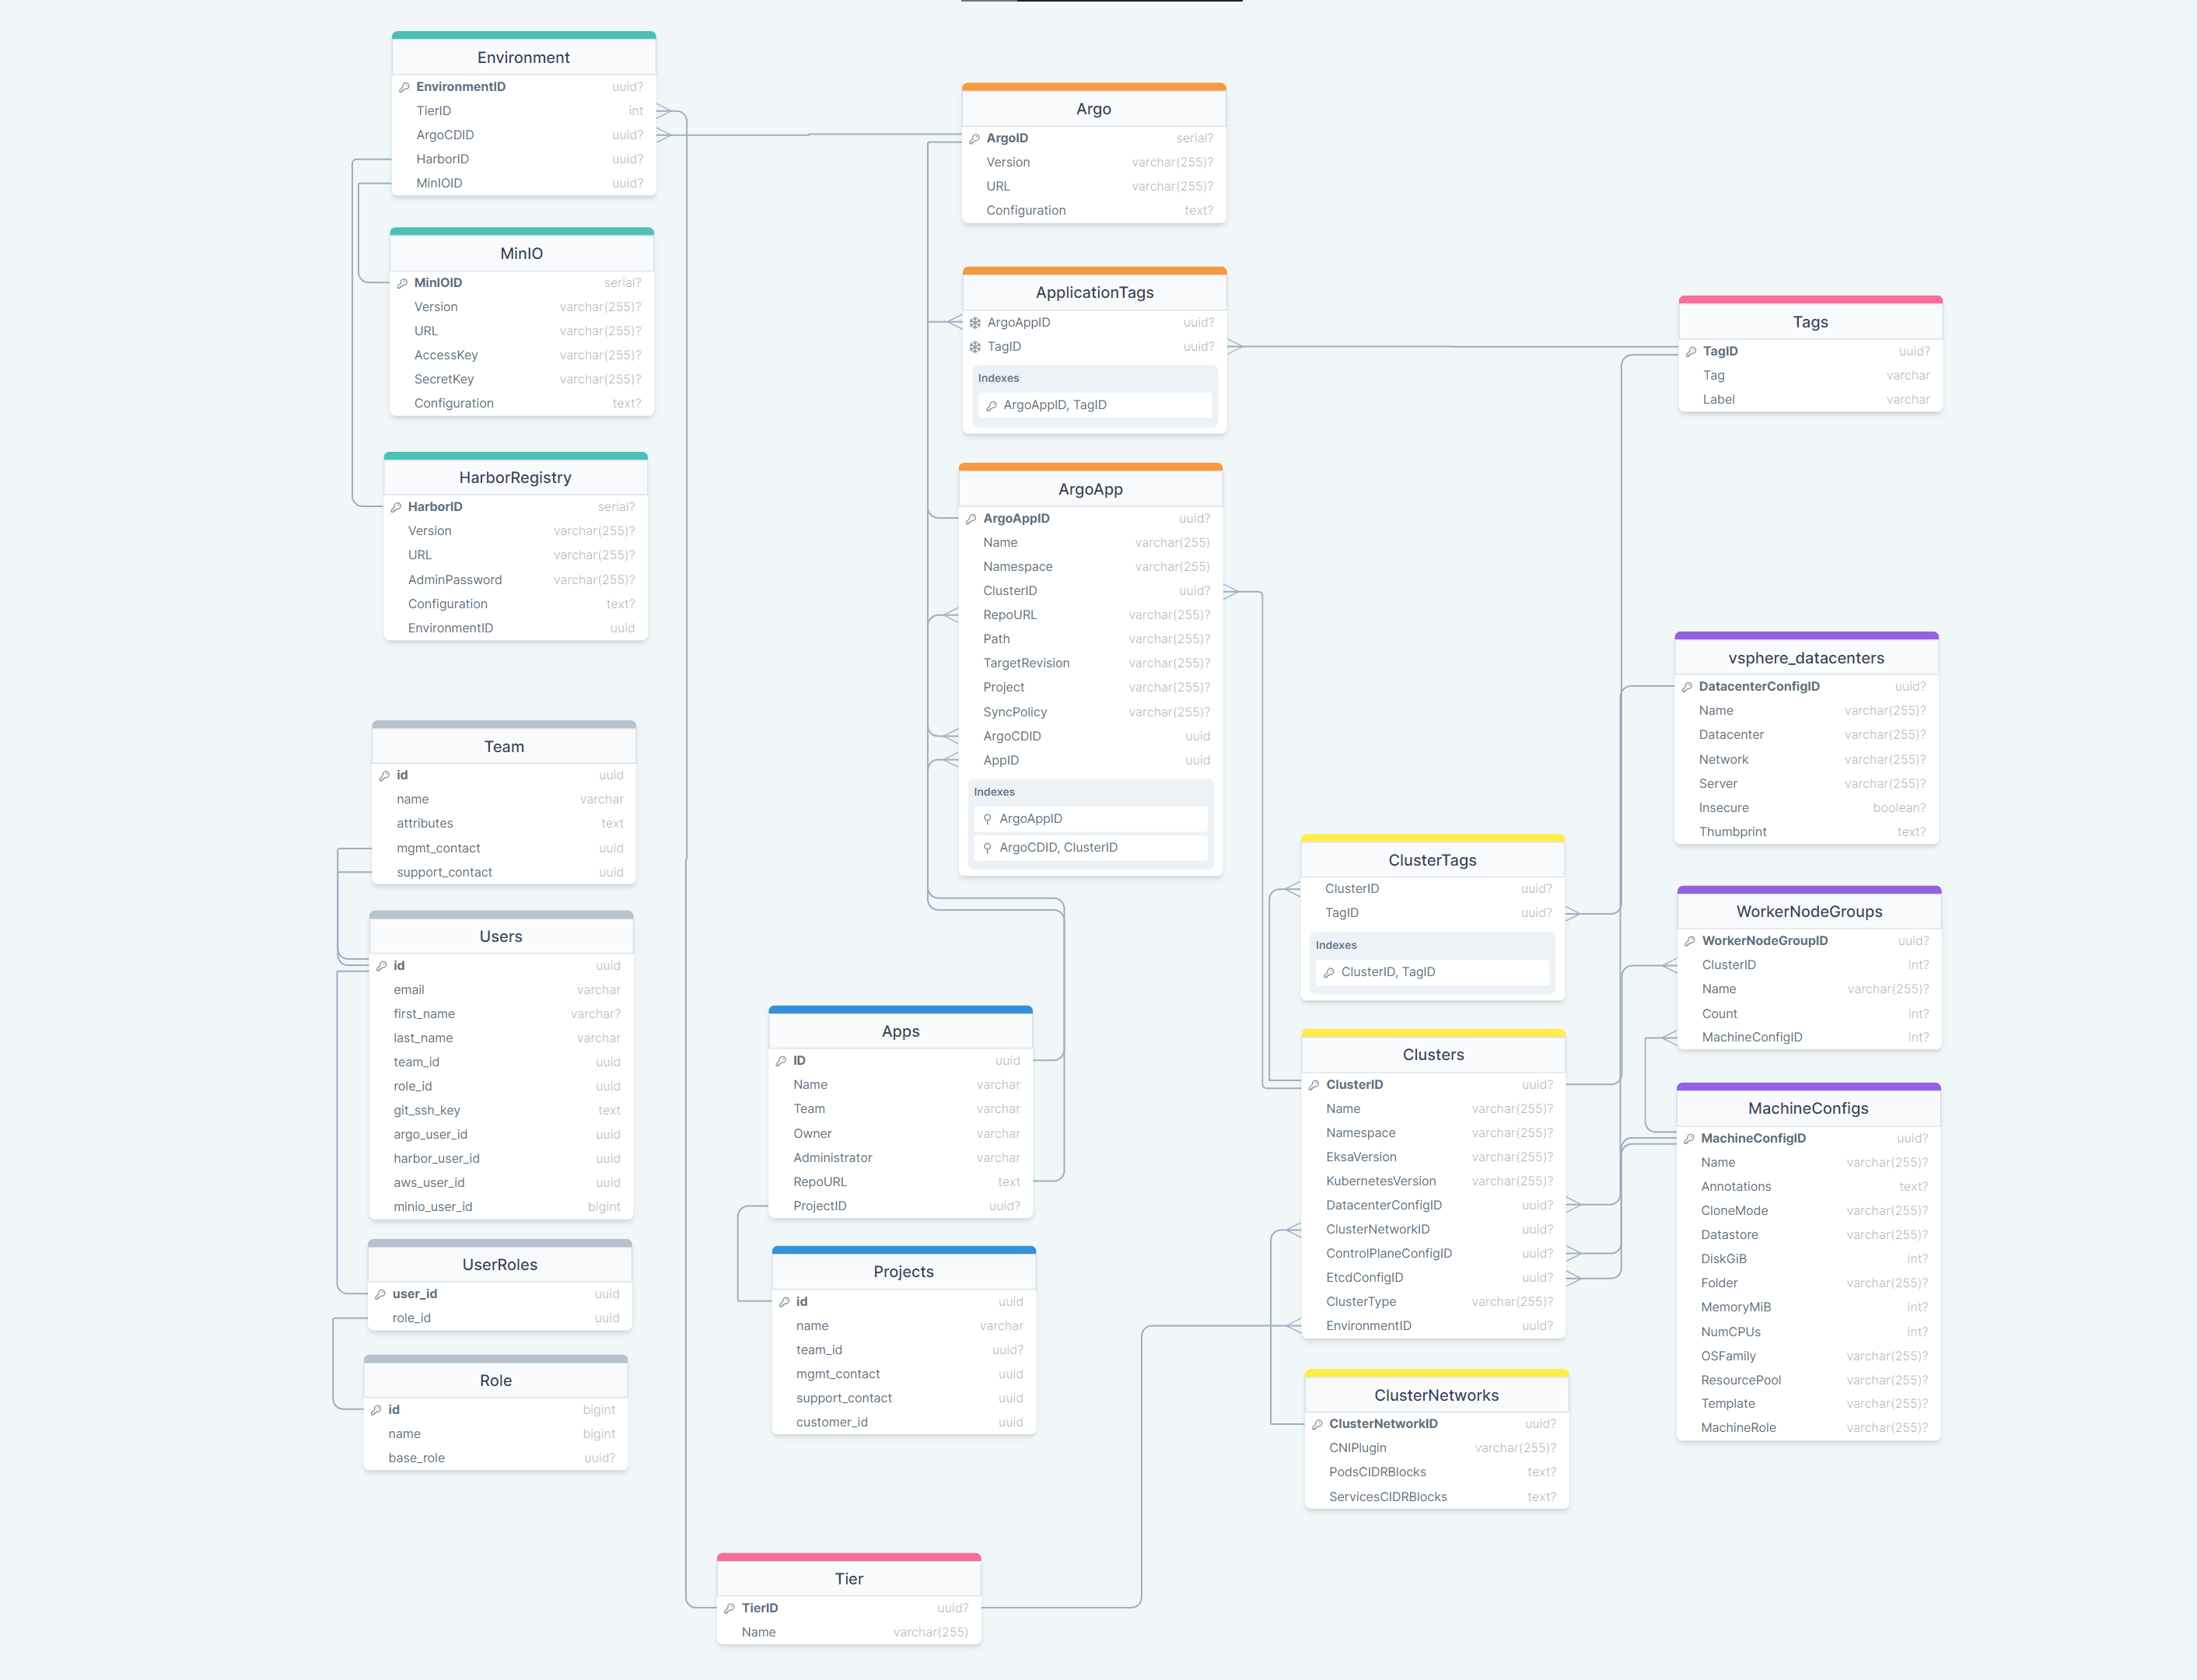 Environment
EnvironmentID uuid?
TierID int
ArgoCDID uuid?
HarborID uuid?
MinIOID uuid?
MinIO
MinIOID serial?
Version varchar(255)?
URL varchar(255)?
AccessKey varchar(255)?
SecretKey varchar(255)?
Configuration text?
HarborRegistry
HarborID serial?
Version varchar(255)?
URL varchar(255)?
AdminPassword varchar(255)?
Configuration text?
EnvironmentID uuid
Team
id uuid
name varchar
attributes text
mgmt_contact uuid
support_contact uuid
Users
id uuid
email varchar
first_name varchar?
last_name varchar
team_id uuid
role_id uuid
git_ssh_key text
argo_user_id uuid
harbor_user_id uuid
aws_user_id uuid
minio_user_id bigint
UserRoles
user_id uuid
role_id uuid
Role
id bigint
name bigint
base_role uuid?
Argo
ArgoID serial?
Version varchar(255)?
URL varchar(255)?
Configuration text?
ApplicationTags
ArgoAppID uuid?
TagID uuid?
Indexes
ArgoAppID, TagID
ArgoApp
ArgoAppID uuid?
Name varchar(255)
Namespace varchar(255)
ClusterID uuid?
RepoURL varchar(255)?
Path varchar(255)?
TargetRevision varchar(255)?
Project varchar(255)?
SyncPolicy varchar(255)?
ArgoCDID uuid
AppID uuid
Indexes
ArgoAppID
ArgoCDID, ClusterID
Apps
ID uuid
Name varchar
Team varchar
Owner varchar
Administrator varchar
RepoURL text
ProjectID uuid?
Projects
id uuid
name varchar
team_id uuid?
mgmt_contact uuid
support_contact uuid
customer_id uuid
Tier
TierID uuid?
Name varchar(255)
ClusterTags
ClusterID uuid?
TagID uuid?
Indexes
ClusterID, TagID
Clusters
ClusterID uuid?
Name varchar(255)?
Namespace varchar(255)?
EksaVersion varchar(255)?
KubernetesVersion varchar(255)?
DatacenterConfigID uuid?
ClusterNetworkID uuid?
ControlPlaneConfigID uuid?
EtcdConfigID uuid?
ClusterType varchar(255)?
EnvironmentID uuid?
ClusterNetworks
ClusterNetworkID uuid?
CNIPlugin varchar(255)?
PodsCIDRBlocks text?
ServicesCIDRBlocks text?
Tags
TagID uuid?
Tag varchar
Label varchar
vsphere_datacenters
DatacenterConfigID uuid?
Name varchar(255)?
Datacenter varchar(255)?
Network varchar(255)?
Server varchar(255)?
Insecure boolean?
Thumbprint text?
WorkerNodeGroups
WorkerNodeGroupID uuid?
ClusterID int?
Name varchar(255)?
Count int?
MachineConfigID int?
MachineConfigs
MachineConfigID uuid?
Name varchar(255)?
Annotations text?
CloneMode varchar(255)?
Datastore varchar(255)?
DiskGiB int?
Folder varchar(255)?
MemoryMiB int?
NumCPUs int?
OSFamily varchar(255)?
ResourcePool varchar(255)?
Template varchar(255)?
MachineRole varchar(255)?